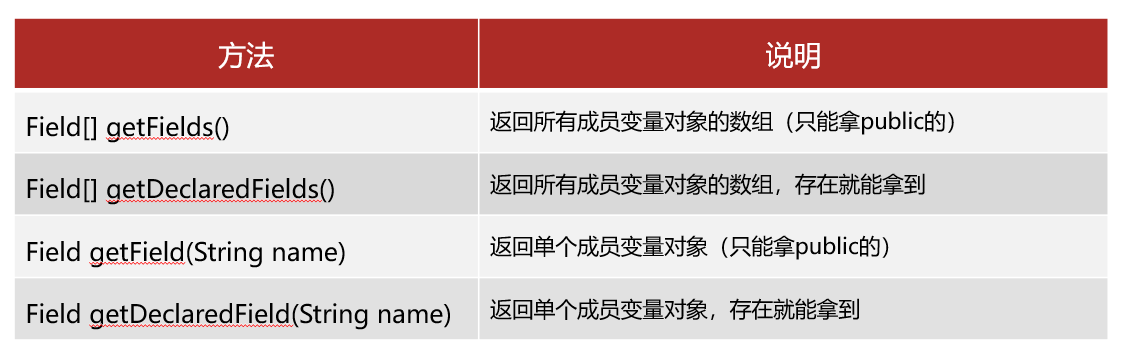 方法
说明
Field[] getFields()
返回所有成员变量对象的数组（只能拿public的）
Field[] getDeclaredFields()
返回所有成员变量对象的数组，存在就能拿到
Field getField(String name)
返回单个成员变量对象（只能拿public的）
Field getDeclaredField(String name)
返回单个成员变量对象，存在就能拿到